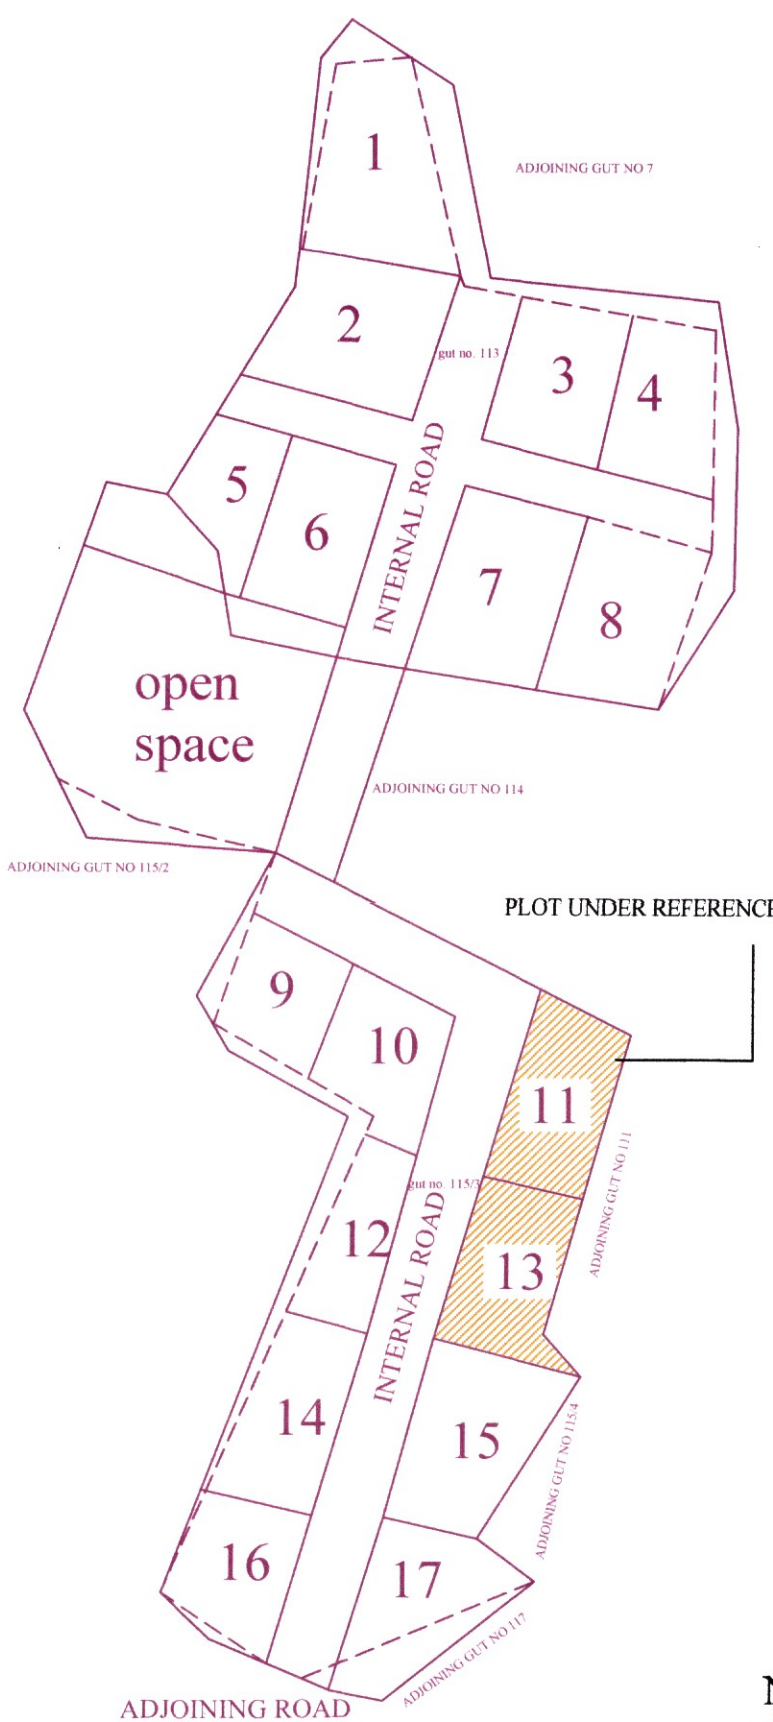 1
ADJOINING GUT NO 7
2
gut no. 113
3
4
5
6
INTERNAL ROAD
7
8
open
space
ADJOINING GUT NO 114
ADJOINING GUT NO 115/2
PLOT UNDER REFERENCE
9
10
11
ADJOINING GUT NO 111
gut no. 115/3
12
INTERNAL ROAD
13
14
15
ADJOINING GUT NO 115/4
16
17
ADJOINING GUT NO 117
ADJOINING ROAD